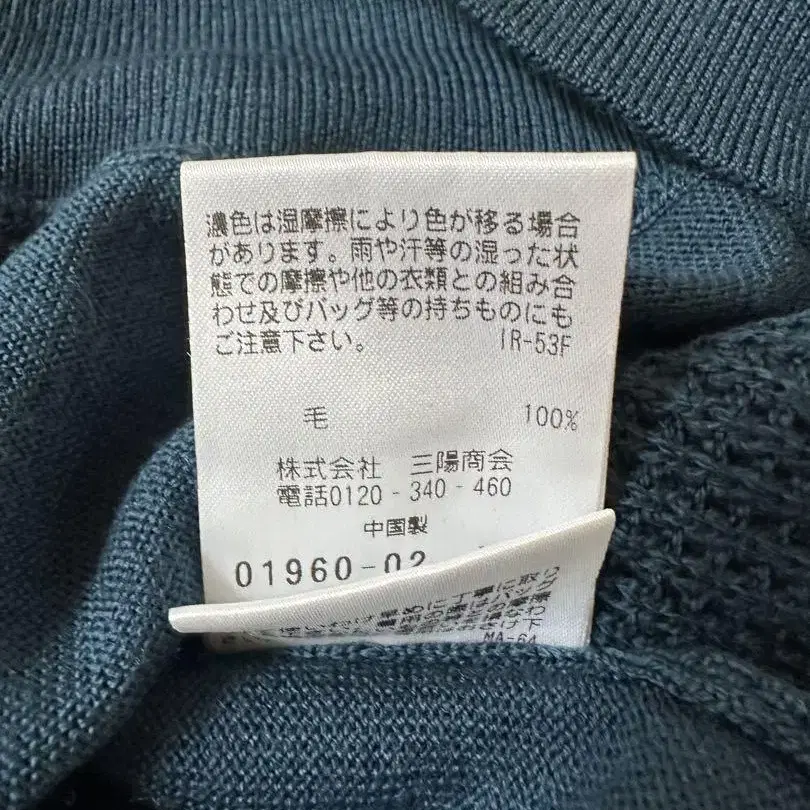 濃色は湿摩擦により色が移る場合
があります。雨や汗等の湿った状
態での摩擦や他の衣類との組み合
わせ及びバッグ等の持ちものにも
ご注意下さい。 IR-53F
毛 100%
株式会社 三陽商会
電話0120-340-460
中国製
01960-02
MA-64